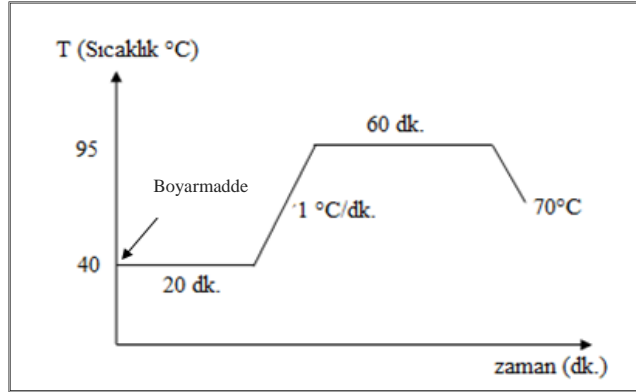 T (Sıcaklık °C)
60 dk.
95
Boyarmadde
1 °C/dk.
70°C
40
20 dk.
zaman (dk.)